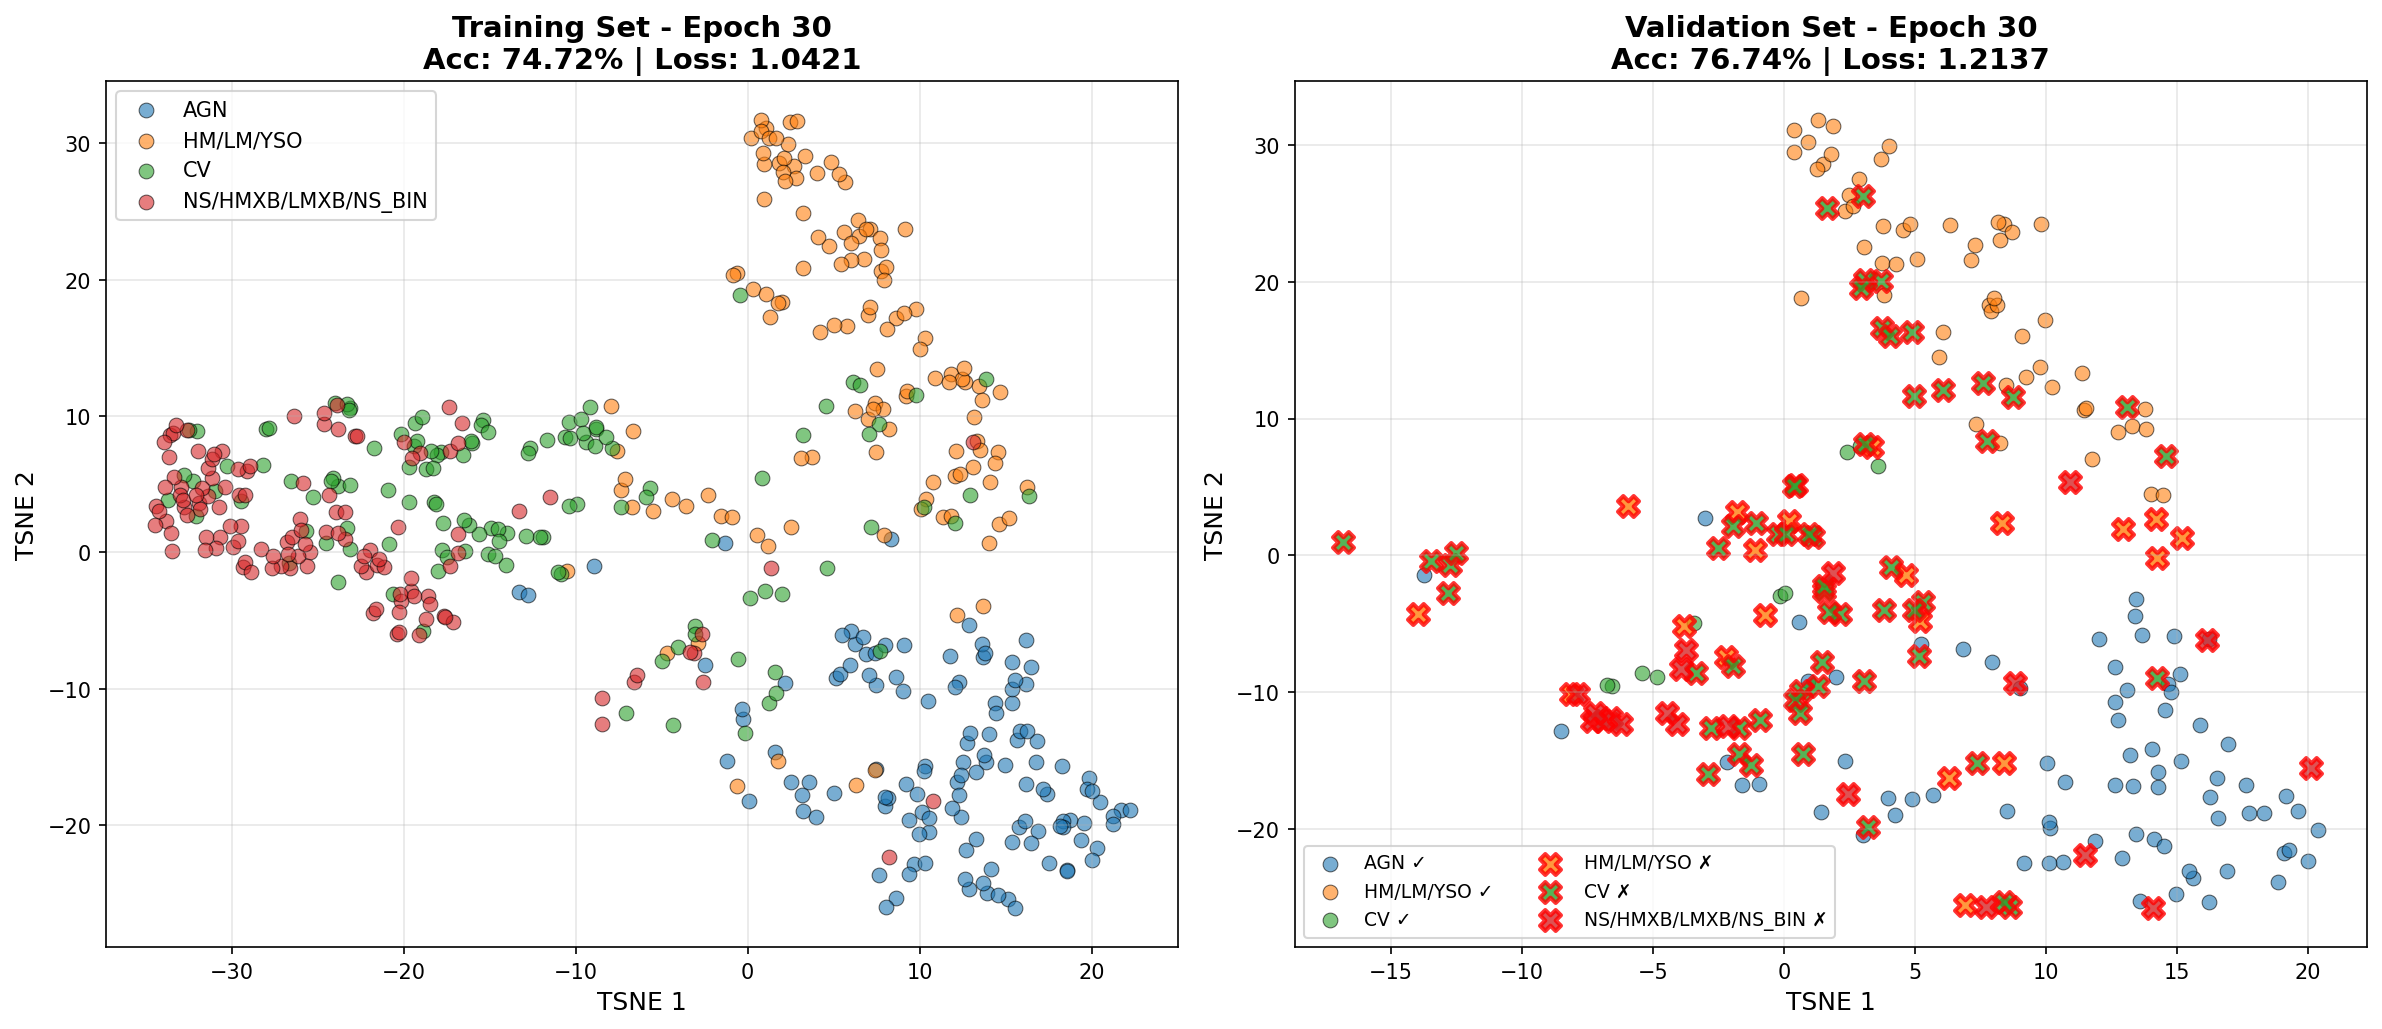 Training Set - Epoch 30
Acc: 74.72% | Loss: 1.0421
AGN
HM/LM/YSO
CV
NS/HMXB/LMXB/NS_BIN
30
20
10
0
−10
−20
TSNE 2
−30
−20
−10
0
10
20
TSNE 1
Validation Set - Epoch 30
Acc: 76.74% | Loss: 1.2137
30
20
10
0
−10
−20
TSNE 2
AGN ✓
HM/LM/YSO ✓
CV ✓
HM/LM/YSO ✗
CV ✗
NS/HMXB/LMXB/NS_BIN ✗
−15
−10
−5
0
5
10
15
20
TSNE 1